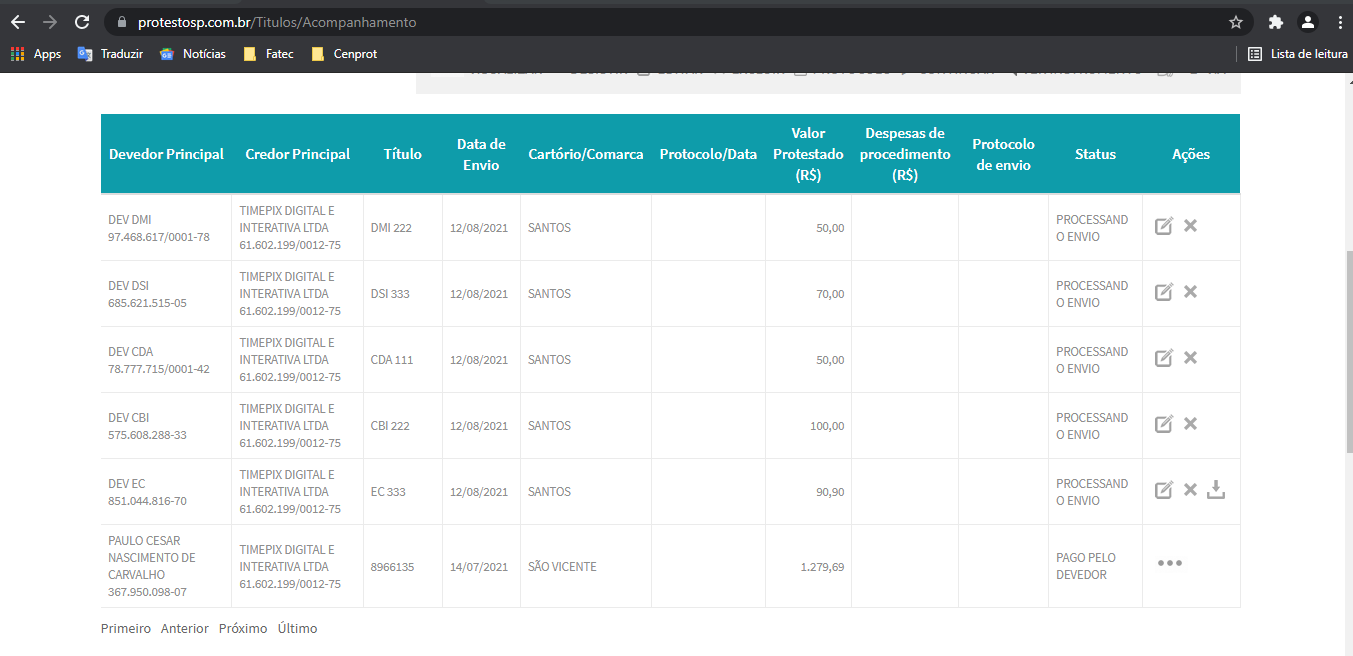 protestosp.com.br/Titulos/Acompanhamento
Apps Traduzir Notícias Fatec Cenprot Lista de leitura
Devedor Principal
Credor Principal
Título
Data de
Envio
Cartório/Comarca
Protocolo/Data
Valor
Protestado
(R$)
Despesas de
procedimento
(R$)
Protocolo
de envio
Status
Ações
DEV DMI
97.468.617/0001-78
TIMEPIX DIGITAL E
INTERATIVA LTDA
61.602.199/0012-75
DMI 222
12/08/2021
SANTOS
50,00
PROCESSAND
O ENVIO
DEV DSI
685.621.515-05
TIMEPIX DIGITAL E
INTERATIVA LTDA
61.602.199/0012-75
DSI 333
12/08/2021
SANTOS
70,00
PROCESSAND
O ENVIO
DEV CDA
78.777.715/0001-42
TIMEPIX DIGITAL E
INTERATIVA LTDA
61.602.199/0012-75
CDA 111
12/08/2021
SANTOS
50,00
PROCESSAND
O ENVIO
DEV CBI
575.608.288-33
TIMEPIX DIGITAL E
INTERATIVA LTDA
61.602.199/0012-75
CBI 222
12/08/2021
SANTOS
100,00
PROCESSAND
O ENVIO
DEV EC
851.044.816-70
TIMEPIX DIGITAL E
INTERATIVA LTDA
61.602.199/0012-75
EC 333
12/08/2021
SANTOS
90,90
PROCESSAND
O ENVIO
PAULO CESAR
NASCIMENTO DE
CARVALHO
367.950.098-07
TIMEPIX DIGITAL E
INTERATIVA LTDA
61.602.199/0012-75
8966135
14/07/2021
SÃO VICENTE
1.279,69
PAGO PELO
DEVEDOR
Primeiro Anterior Próximo Último